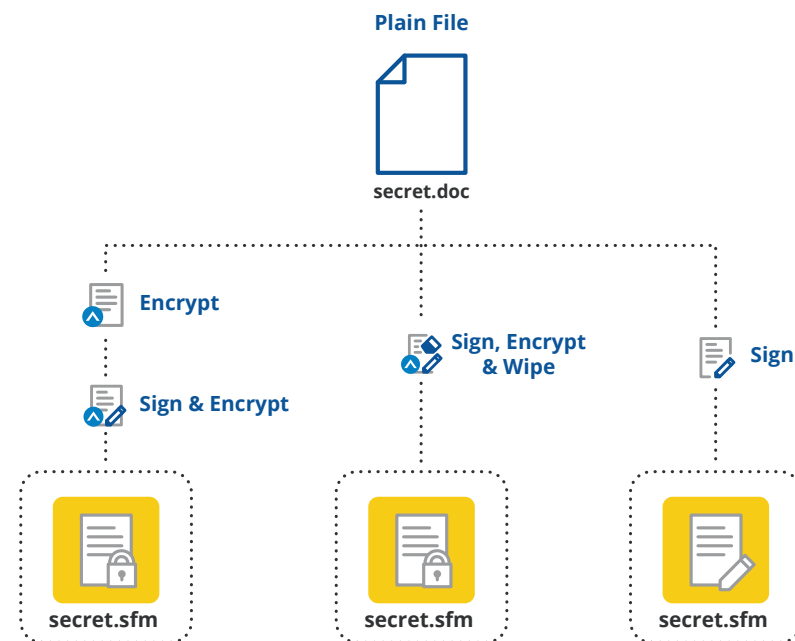 Plain File
secret.doc
Encrypt
Sign & Encrypt
Sign, Encrypt
& Wipe
Sign
secret.sfm
secret.sfm
secret.sfm